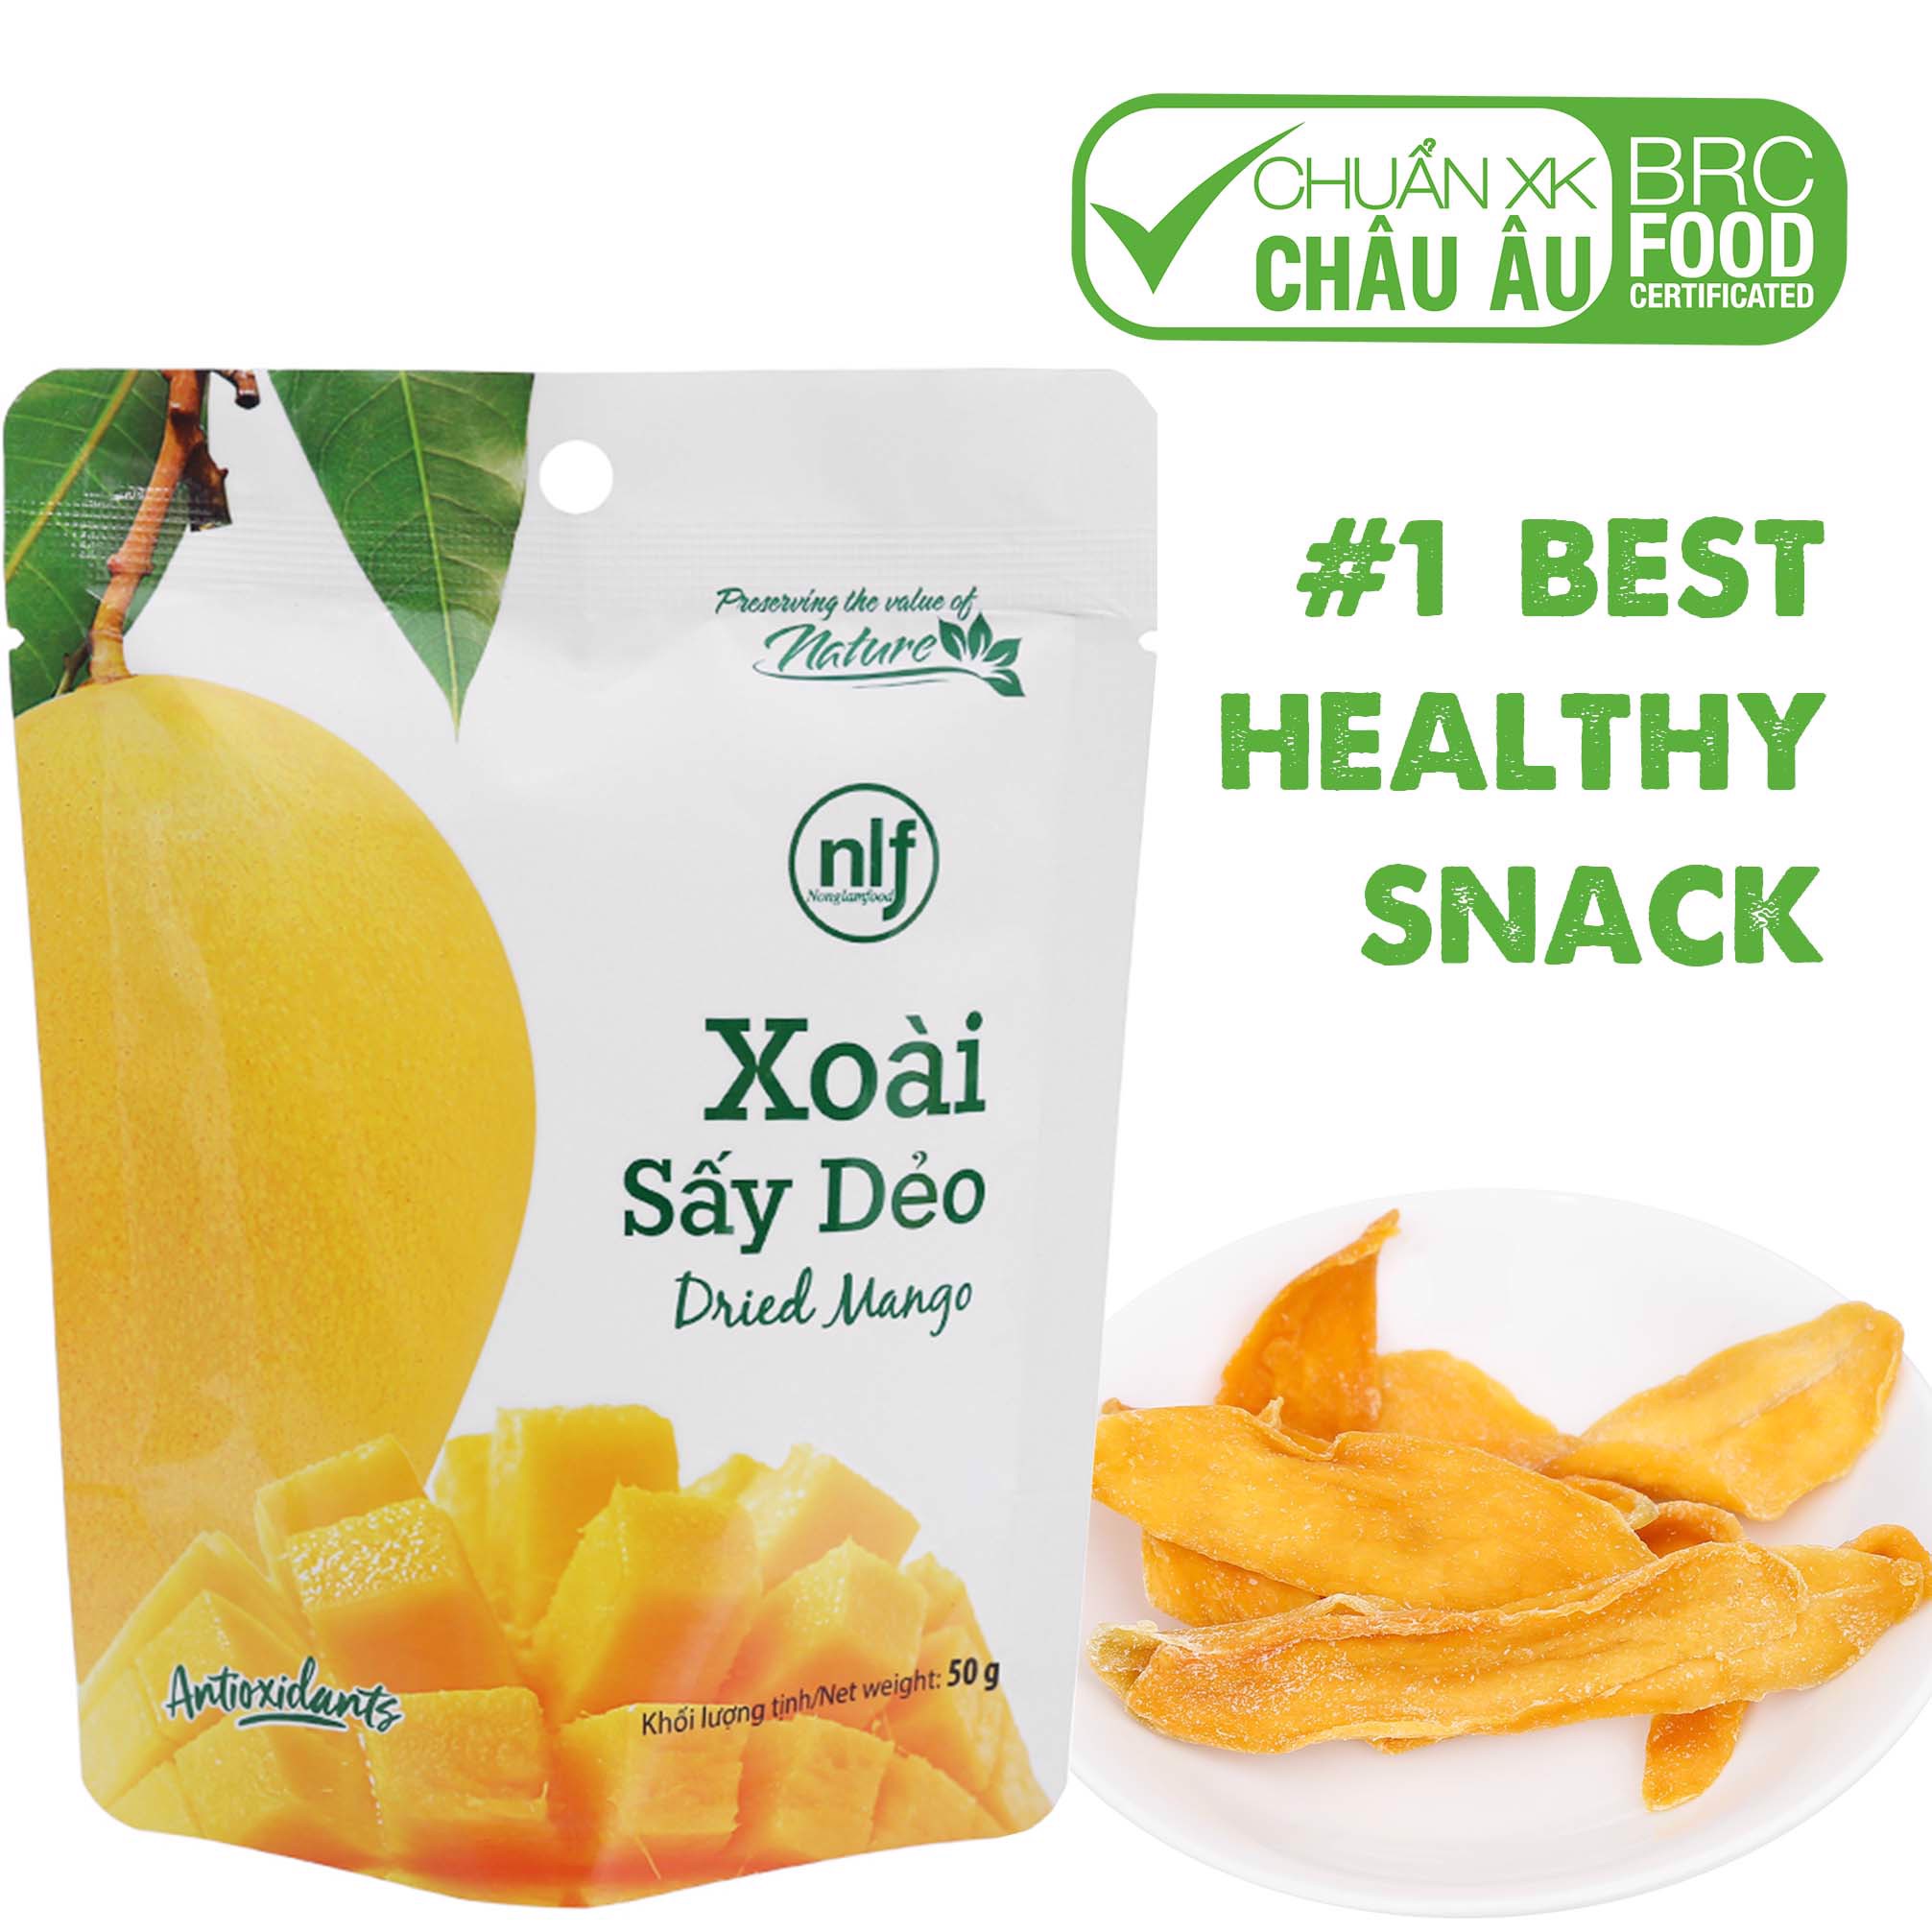 CHUẨN XK
CHÂU ÂU
BRC
FOOD
CERTIFICATED
#1 BEST
HEALTHY
SNACK
Preserving the value of
Nature
nlf
Nonglamfood
Xoài
Sấy Dẻo
Dried Mango
Antioxidants
Khối lượng tịnh/Net weight: 50 g